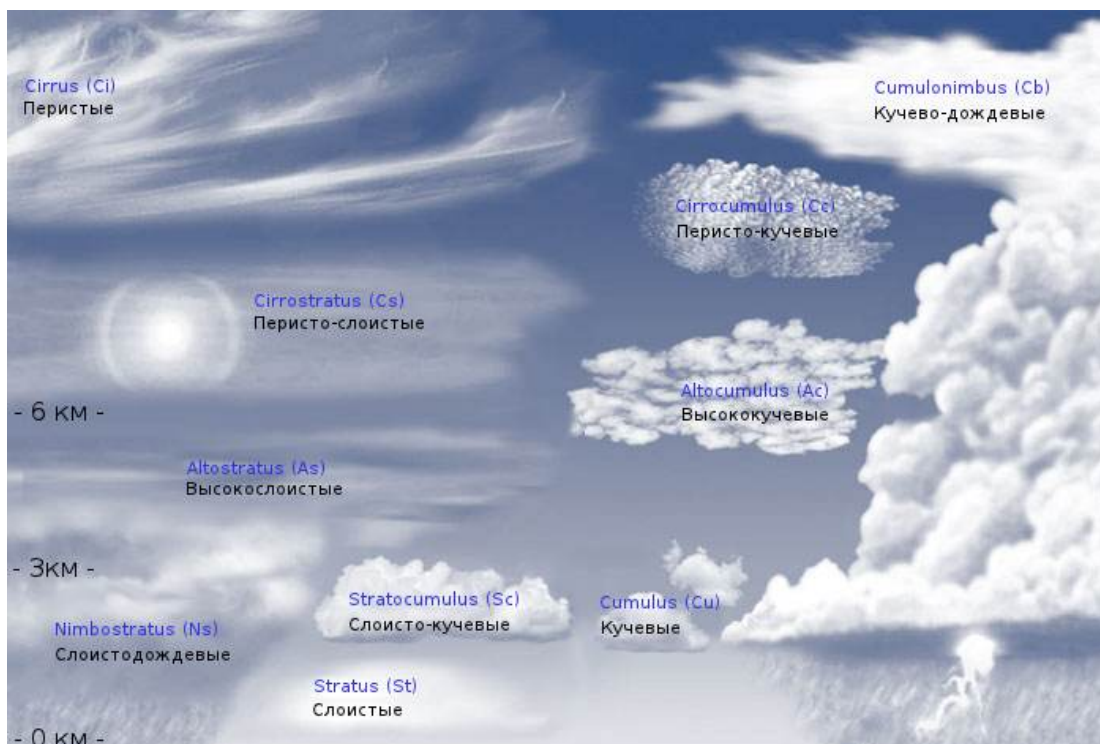 Cirrus (Ci)
Перистые
Cumulonimbus (Cb)
Кучево-дождевые
Cirrocumulus (Cc)
Перисто-кучевые
Cirrostratus (Cs)
Перисто-слоистые
Altocumulus (Ac)
Высококучевые
- 6 км -
Altostratus (As)
Высокослоистые
- 3км -
Stratocumulus (Sc)
Слоисто-кучевые
Cumulus (Cu)
Кучевые
Nimbostratus (Ns)
Слоистодождевые
Stratus (St)
Слоистые
- 0 км -